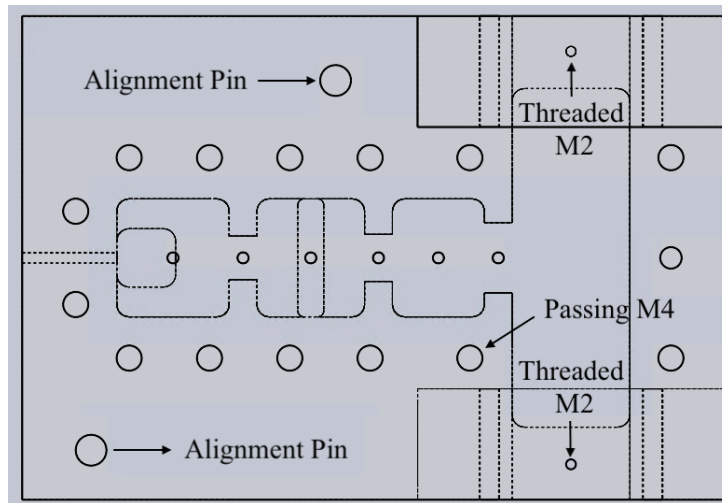 Alignment Pin
Threaded
M2
Passing M4
Threaded
M2
Alignment Pin